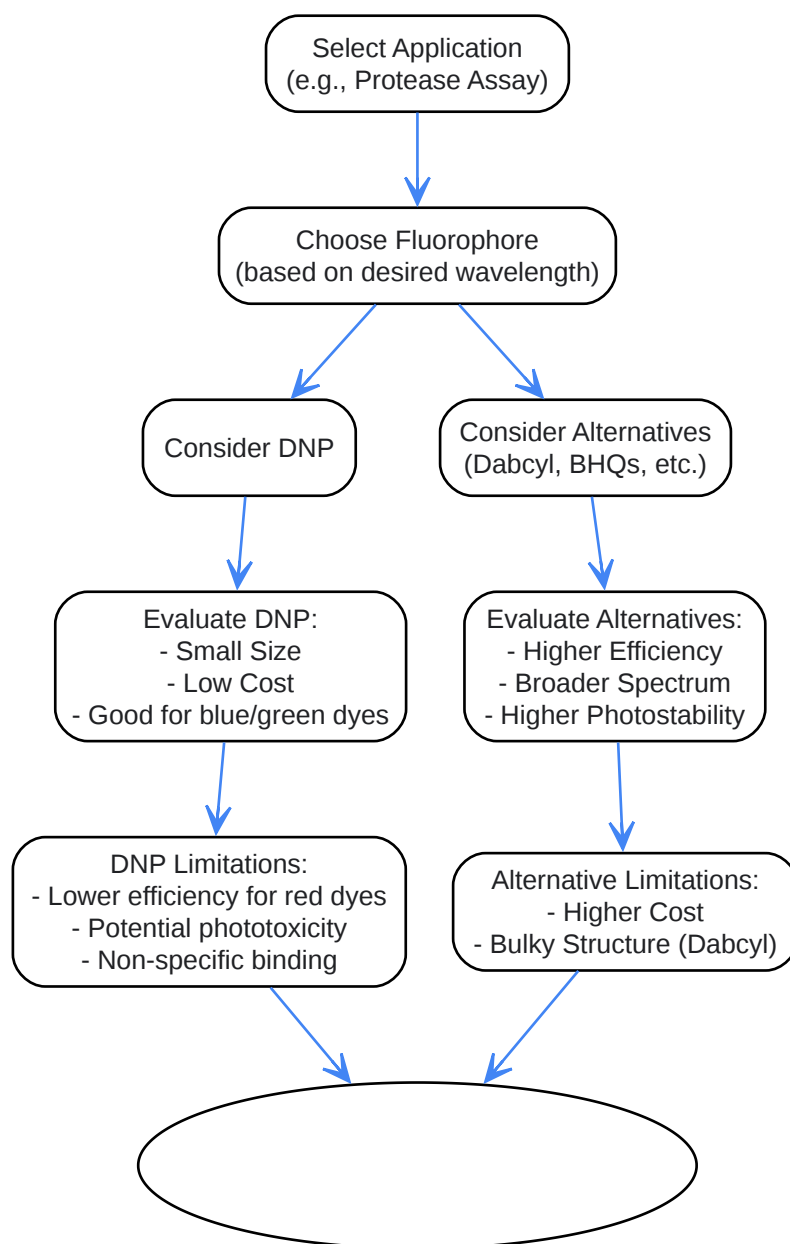 Select Application
(e.g., Protease Assay)
Choose Fluorophore
(based on desired wavelength)
Consider DNP
Consider Alternatives
(Dabcyl, BHQs, etc.)
Evaluate DNP:
- Small Size
- Low Cost
- Good for blue/green dyes
Evaluate Alternatives:
- Higher Efficiency
- Broader Spectrum
- Higher Photostability
DNP Limitations:
- Lower efficiency for red dyes
- Potential phototoxicity
- Non-specific binding
Alternative Limitations:
- Higher Cost
- Bulky Structure (Dabcyl)